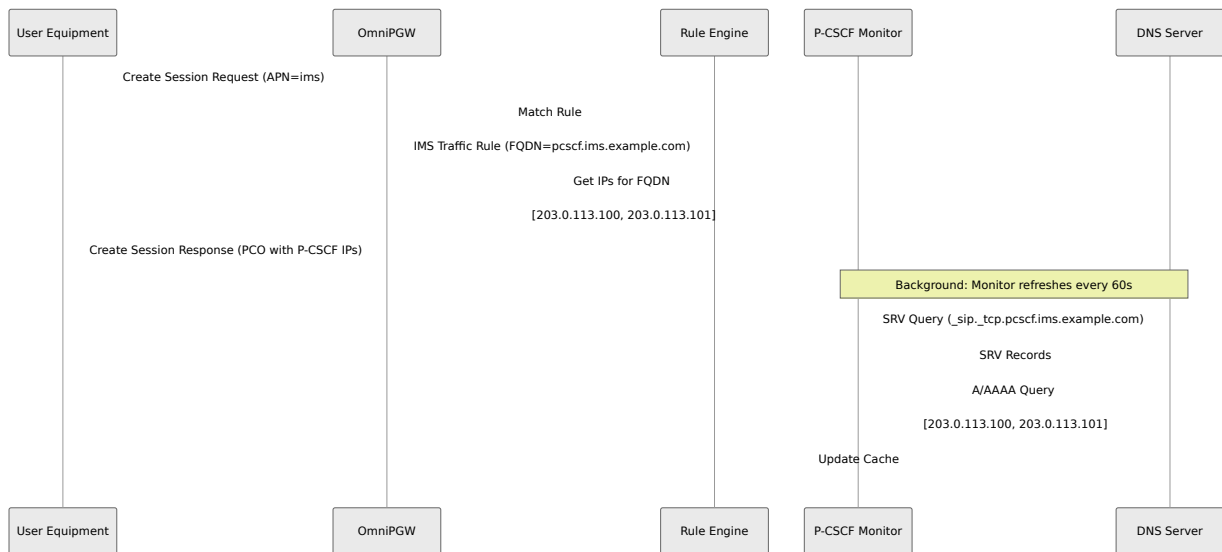 User Equipment
OmniPGW
Rule Engine
P-CSCF Monitor
DNS Server
Create Session Request (APN=ims)
Match Rule
IMS Traffic Rule (FQDN=pcscf.ims.example.com)
Get IPs for FQDN
[203.0.113.100, 203.0.113.101]
Create Session Response (PCO with P-CSCF IPs)
Background: Monitor refreshes every 60s
SRV Query (_sip._tcp.pcscf.ims.example.com)
SRV Records
A/AAAA Query
[203.0.113.100, 203.0.113.101]
Update Cache
User Equipment
OmniPGW
Rule Engine
P-CSCF Monitor
DNS Server